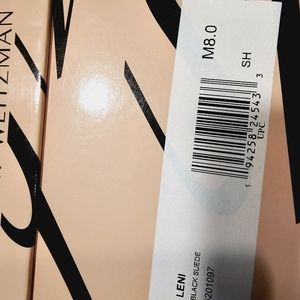 WEITZMAN
M8.0
SH
1 94258 24543 3
UPC
LENI
BLACK SUEDE